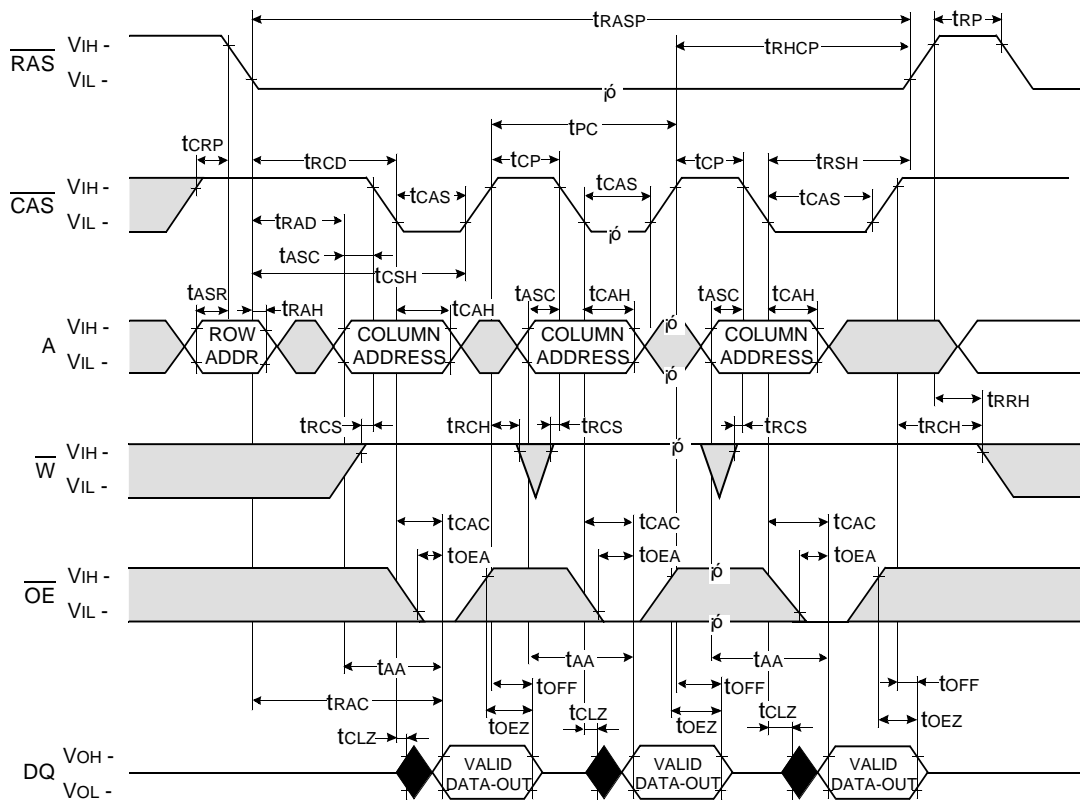 tRASP
tRP
RAS
VIH -
VIL -
tRHCP
¡ó
tPC
tCRP
tRCD
tCP
tCP
tRSH
CAS
VIH -
VIL -
tCAS
tCAS
tCAS
¡ó
tRAD
tASC
tCSH
tASR
tRAH
tCAH
tASC
tCAH
tASC
tCAH
A
VIH -
VIL -
ROW
ADDR
COLUMN
ADDRESS
COLUMN
ADDRESS
¡ó
¡ó
COLUMN
ADDRESS
tRRH
tRCS
tRCH
tRCS
tRCS
tRCH
W
VIH -
VIL -
¡ó
tCAC
tCAC
tCAC
tOEA
tOEA
tOEA
OE
VIH -
VIL -
¡ó
¡ó
tAA
tAA
tAA
tOFF
tOFF
tOFF
tRAC
tOEZ
tCLZ
tOEZ
tCLZ
tOEZ
tCLZ
DQ
VOH -
VOL -
VALID
DATA-OUT
VALID
DATA-OUT
VALID
DATA-OUT